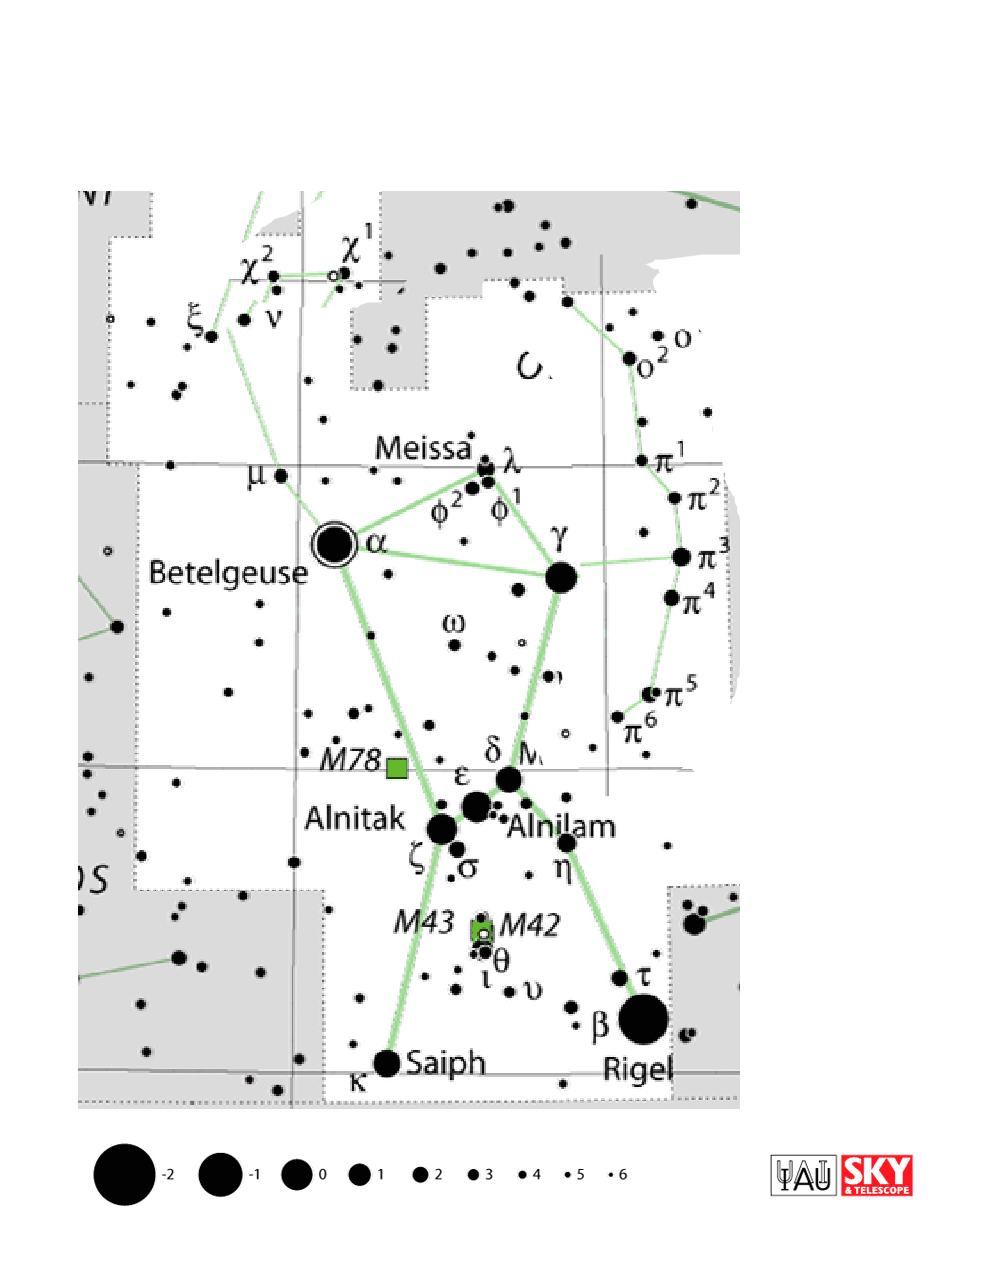 χ1
χ2
ξ
ν
ο
ο2
Meissa
λ
π1
μ
π2
φ2
φ1
α
γ
π3
Betelgeuse
π4
ω
π5
π6
M78
δ
ε
Alnitak
Alnilam
ζ
σ
η
M43
M42
θ
ι
υ
τ
β
Saiph
Rigel
κ
-2 -1 0 1 2 3 4 5 6
IAU
SKY
& TELESCOPE